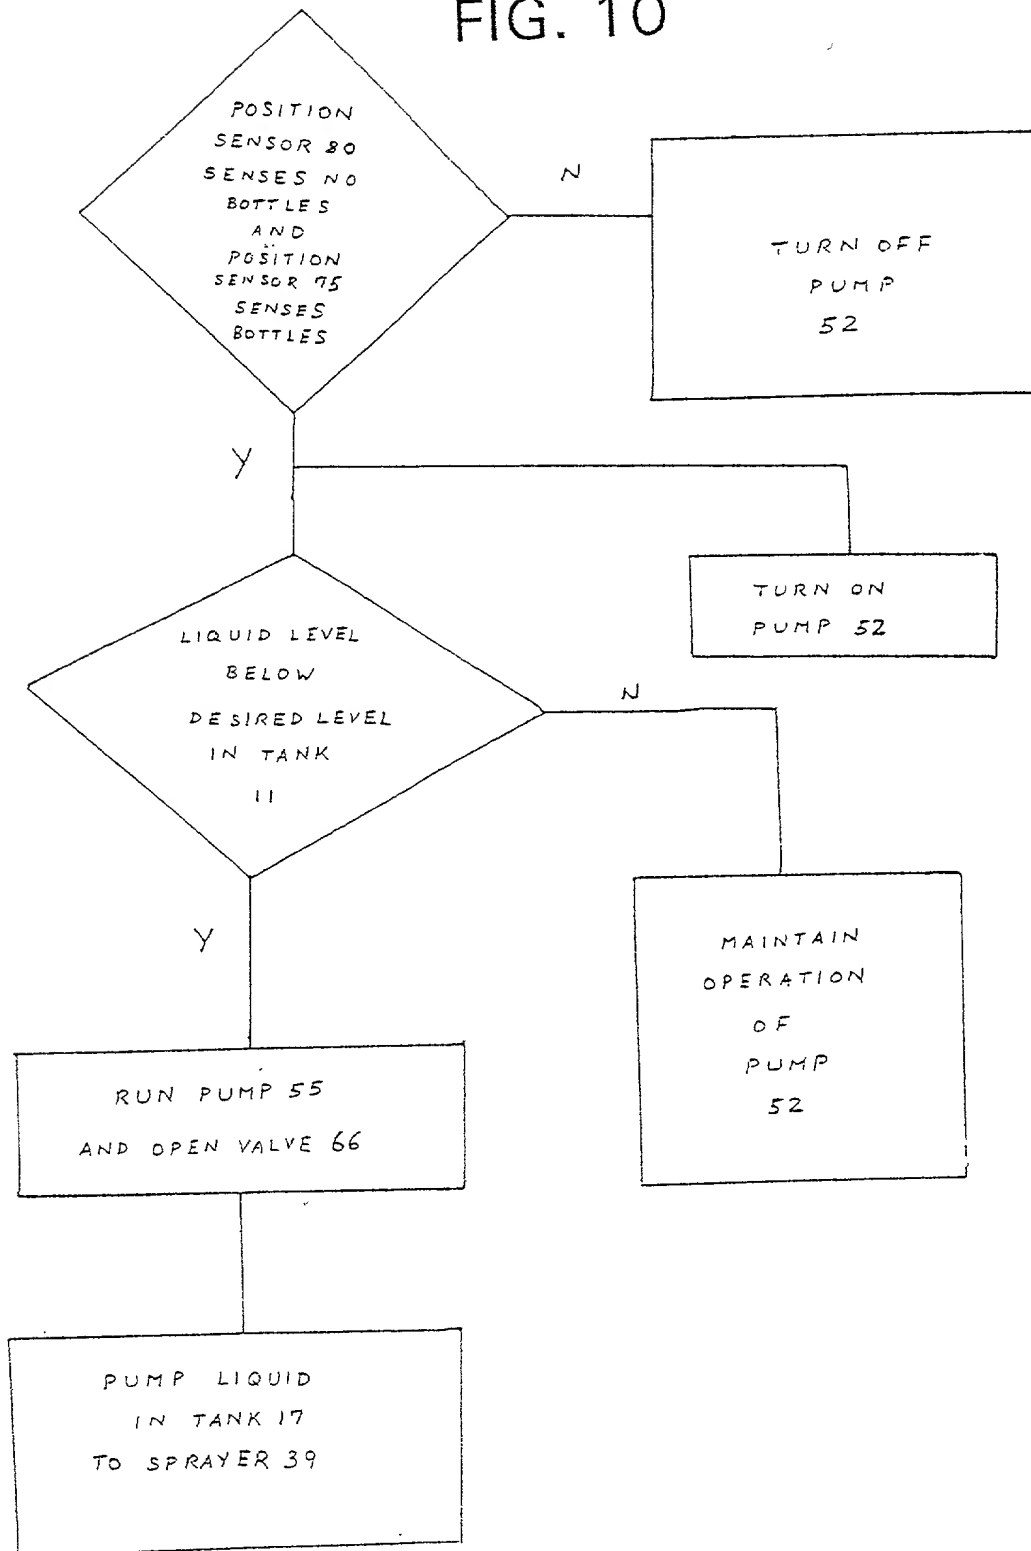 FIG. 10
POSITION
SENSOR 80
SENSES NO
BOTTLES
AND
POSITION
SENSOR 75
SENSES
BOTTLES
N
TURN OFF
PUMP
52
Y
TURN ON
PUMP 52
LIQUID LEVEL
BELOW
DESIRED LEVEL
IN TANK
11
N
Y
MAINTAIN
OPERATION
OF
PUMP
52
RUN PUMP 55
AND OPEN VALVE 66
PUMP LIQUID
IN TANK 17
TO SPRAYER 39